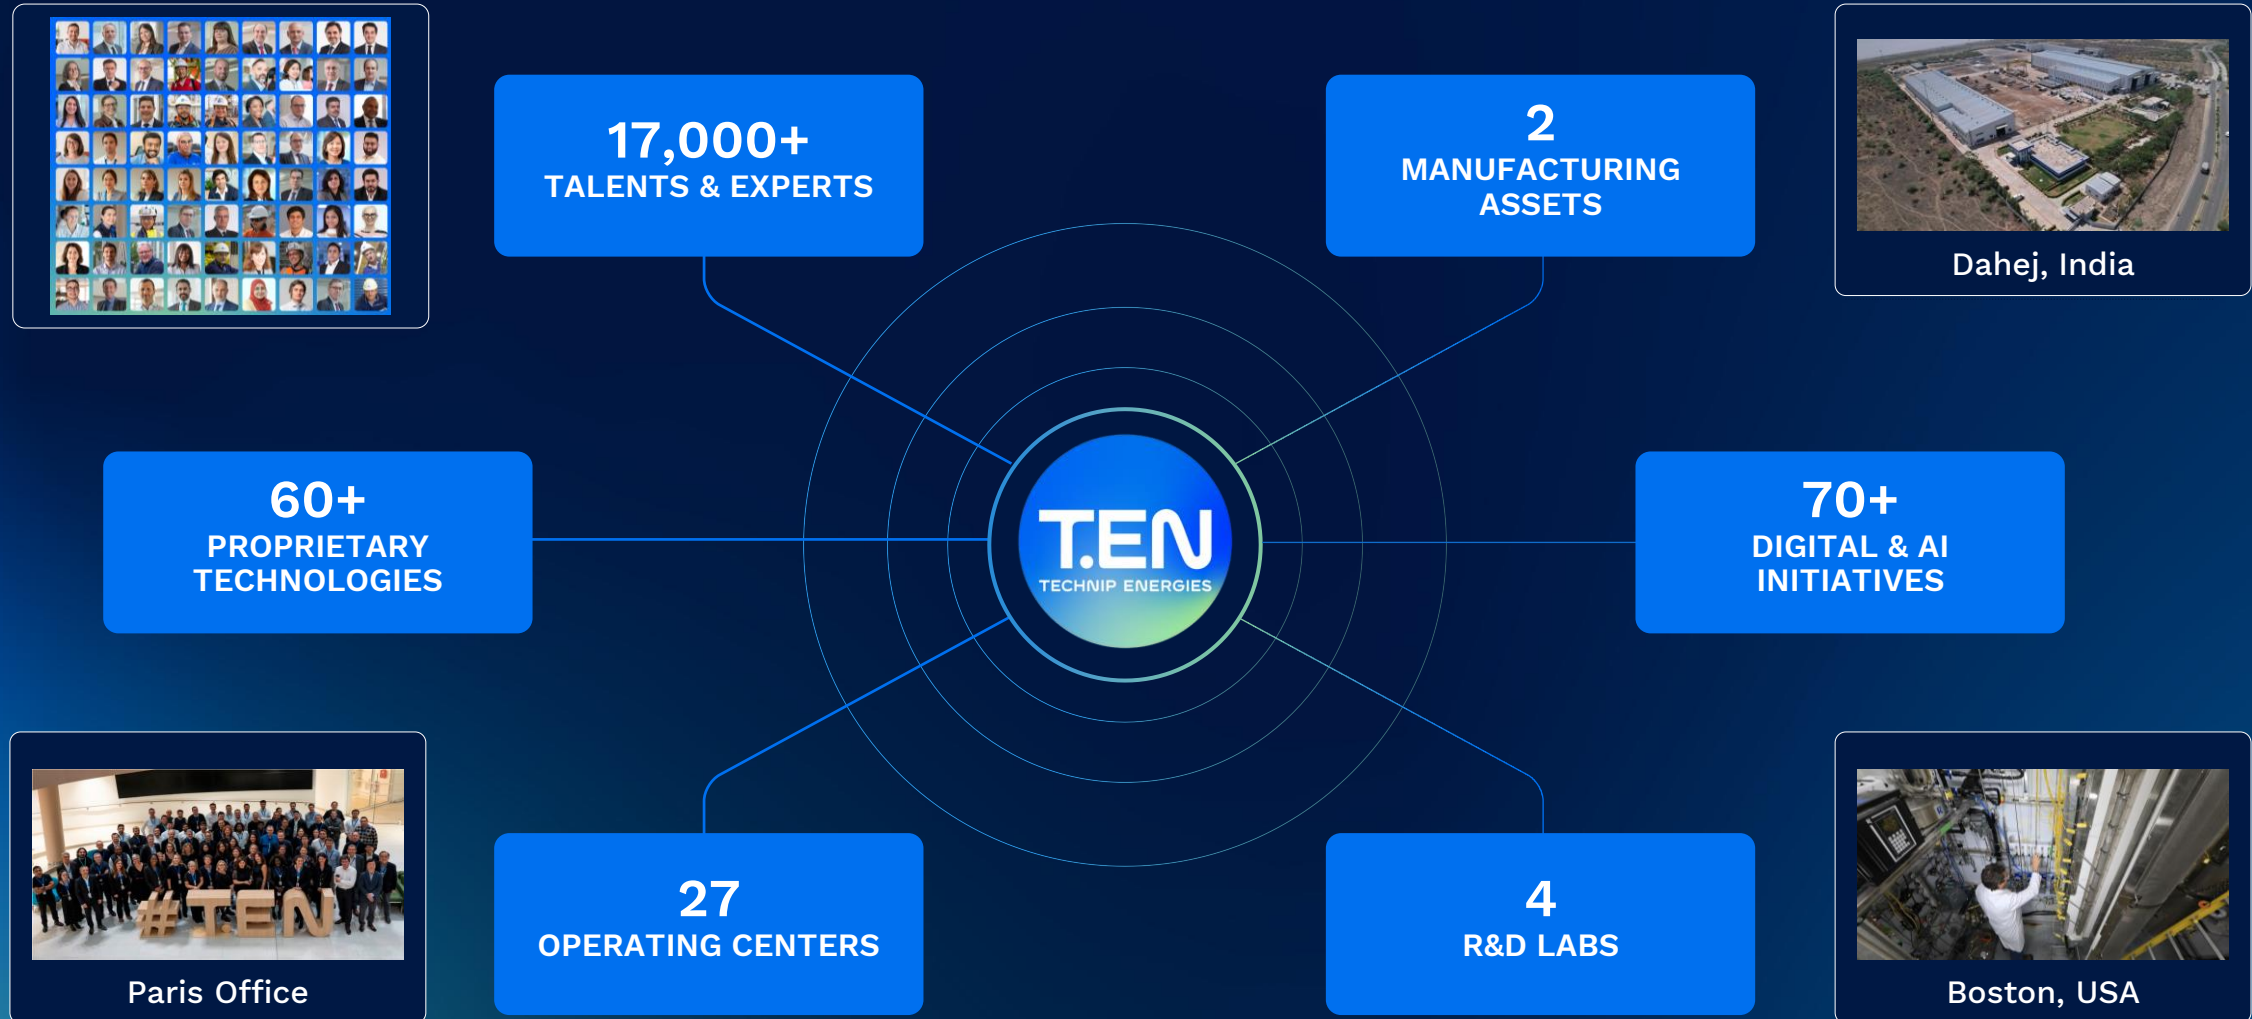 17,000+
TALENTS & EXPERTS
2
MANUFACTURING
ASSETS
Dahej, India
60+
PROPRIETARY
TECHNOLOGIES
T.EN
TECHNIP ENERGIES
70+
DIGITAL & AI
INITIATIVES
#T.EN
Paris Office
27
OPERATING CENTERS
4
R&D LABS
Boston, USA